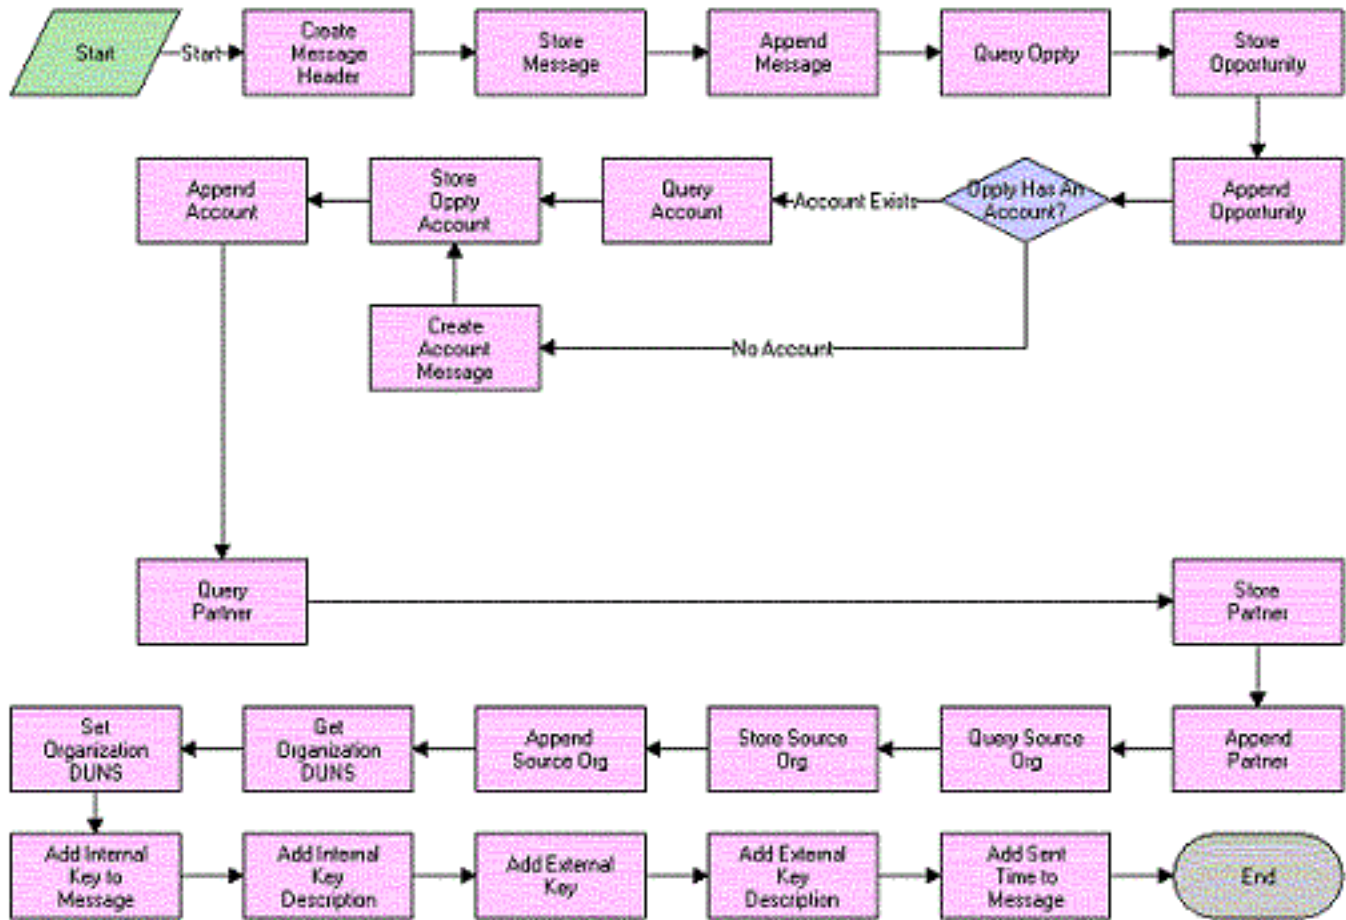 Start
Start
Create
Message
Header
Store
Message
Append
Message
Query Oppty
Store
Opportunity
Append
Account
Store
Oppty
Account
Query
Account
Account Exists
Oppty Has An
Account?
Append
Opportunity
Create
Account
Message
No Account
Query
Partner
Store
Partner
Set
Organization
DUNS
Get
Organization
DUNS
Append
Source Org
Store Source
Org
Query Source
Org
Append
Partner
Add Internal
Key to
Message
Add Internal
Key
Description
Add External
Key
Add External
Key
Description
Add Sent
Time to
Message
End